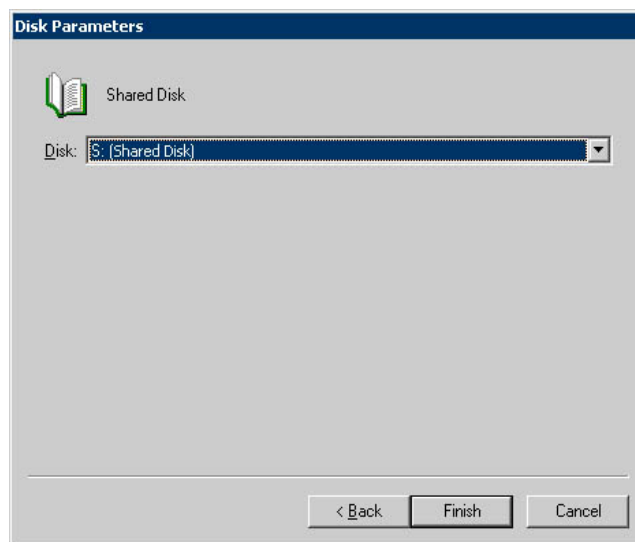 Disk Parameters
Shared Disk
Disk: S: (Shared Disk)
< Back Finish Cancel